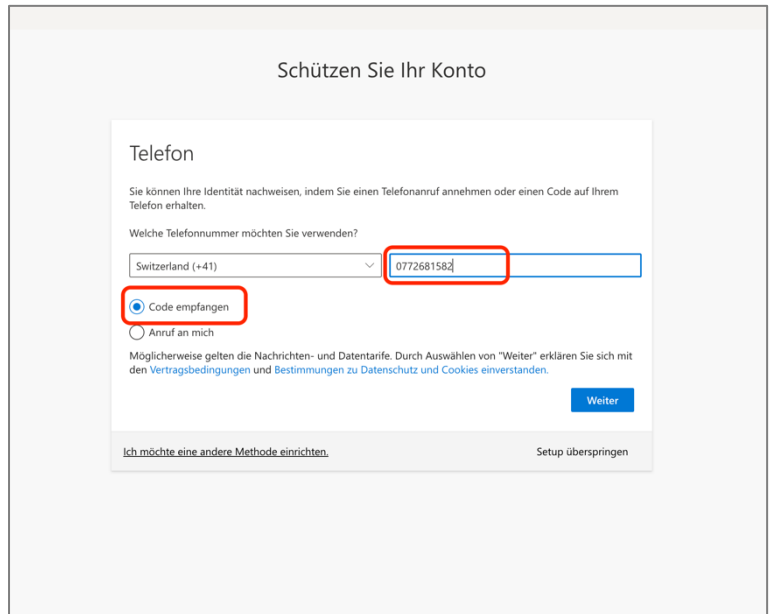 Schützen Sie Ihr Konto
Telefon
Sie können Ihre Identität nachweisen, indem Sie einen Telefonanruf annehmen oder einen Code auf Ihrem
Telefon erhalten.
Welche Telefonnummer möchten Sie verwenden?
Switzerland (+41)
0772681582
Code empfangen
Anruf an mich
Möglicherweise gelten die Nachrichten- und Datentarife. Durch Auswählen von "Weiter" erklären Sie sich mit
den Vertragsbedingungen und Bestimmungen zu Datenschutz und Cookies einverstanden.
Weiter
Ich möchte eine andere Methode einrichten.
Setup überspringen